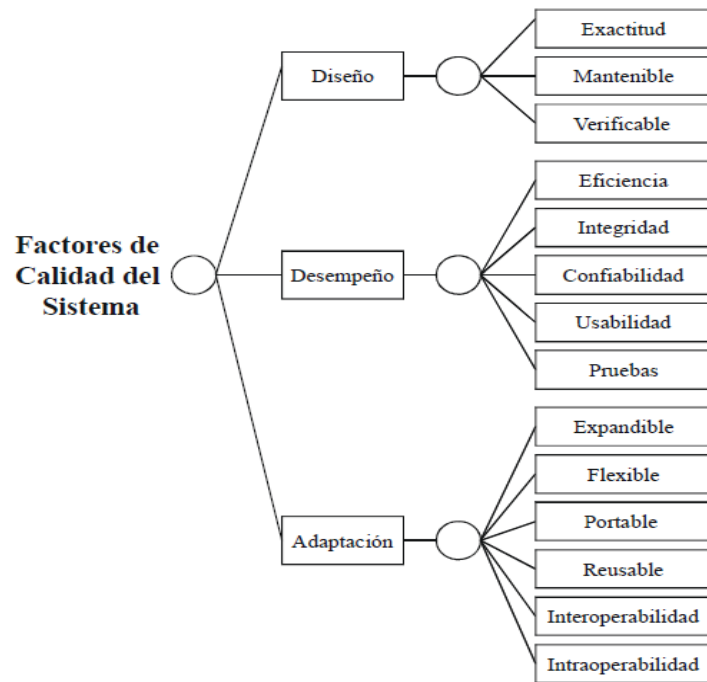 Factores de
Calidad del
Sistema
Diseño
Exactitud
Mantenible
Verificable
Desempeño
Eficiencia
Integridad
Confiabilidad
Usabilidad
Pruebas
Adaptación
Expandible
Flexible
Portable
Reusable
Interoperabilidad
Intraoperabilidad